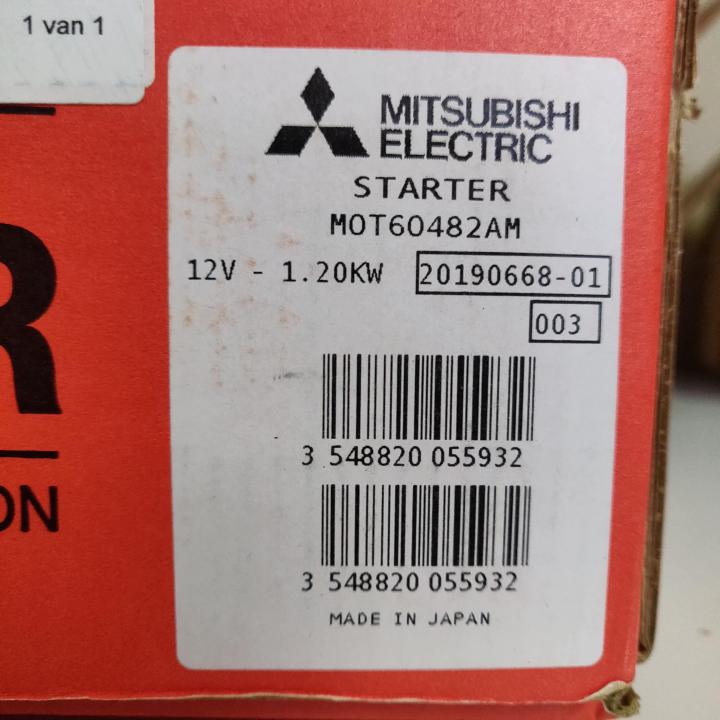 1 van 1
MITSUBISHI
ELECTRIC
STARTER
MOT60482AM
12V - 1.20KW 20190668-01
003
R
ON
3 548820 055932
3 548820 055932
MADE IN JAPAN